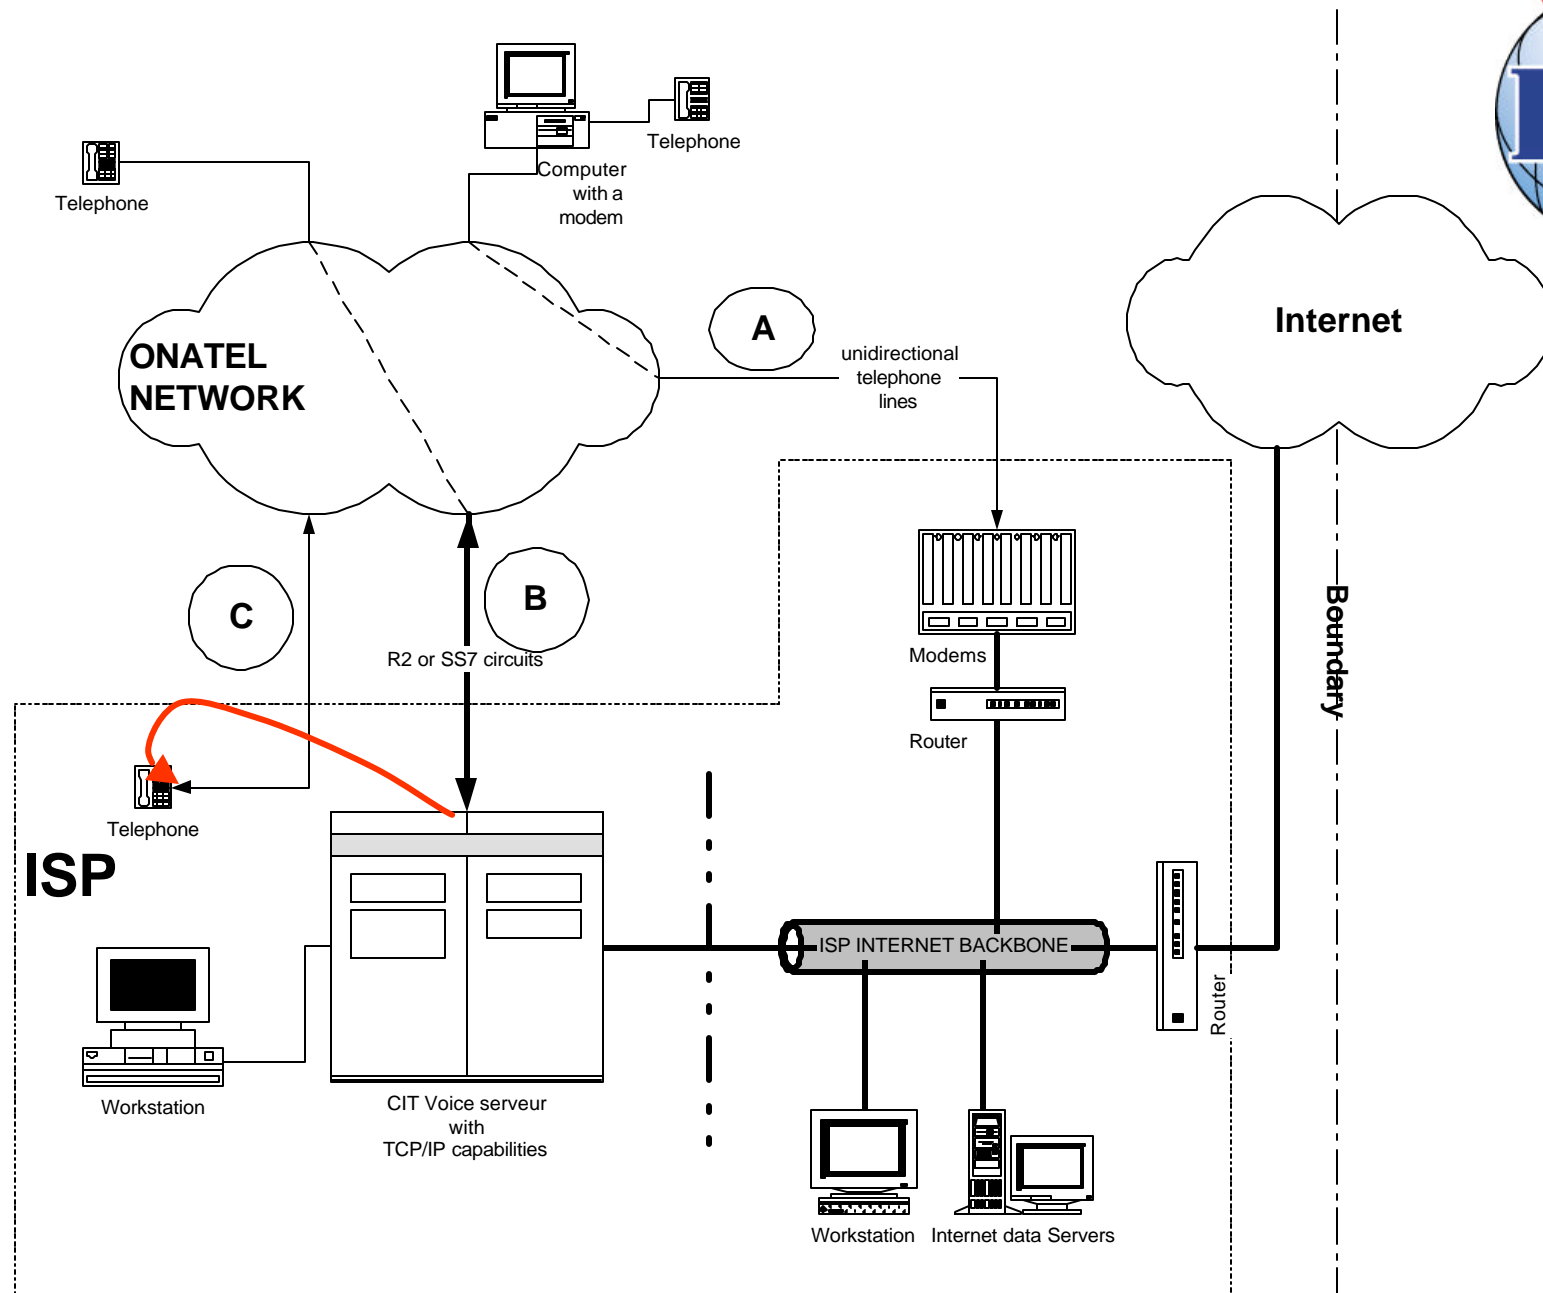 Telephone
Computer
with a
modem
Telephone
ONATEL
NETWORK
A
unidirectional
telephone
lines
Internet
C
B
R2 or SS7 circuits
Modems
Boundary
Router
Telephone
ISP
ISP INTERNET BACKBONE
Router
Workstation
CIT Voice serveur
with
TCP/IP capabilities
Workstation
Internet data Servers